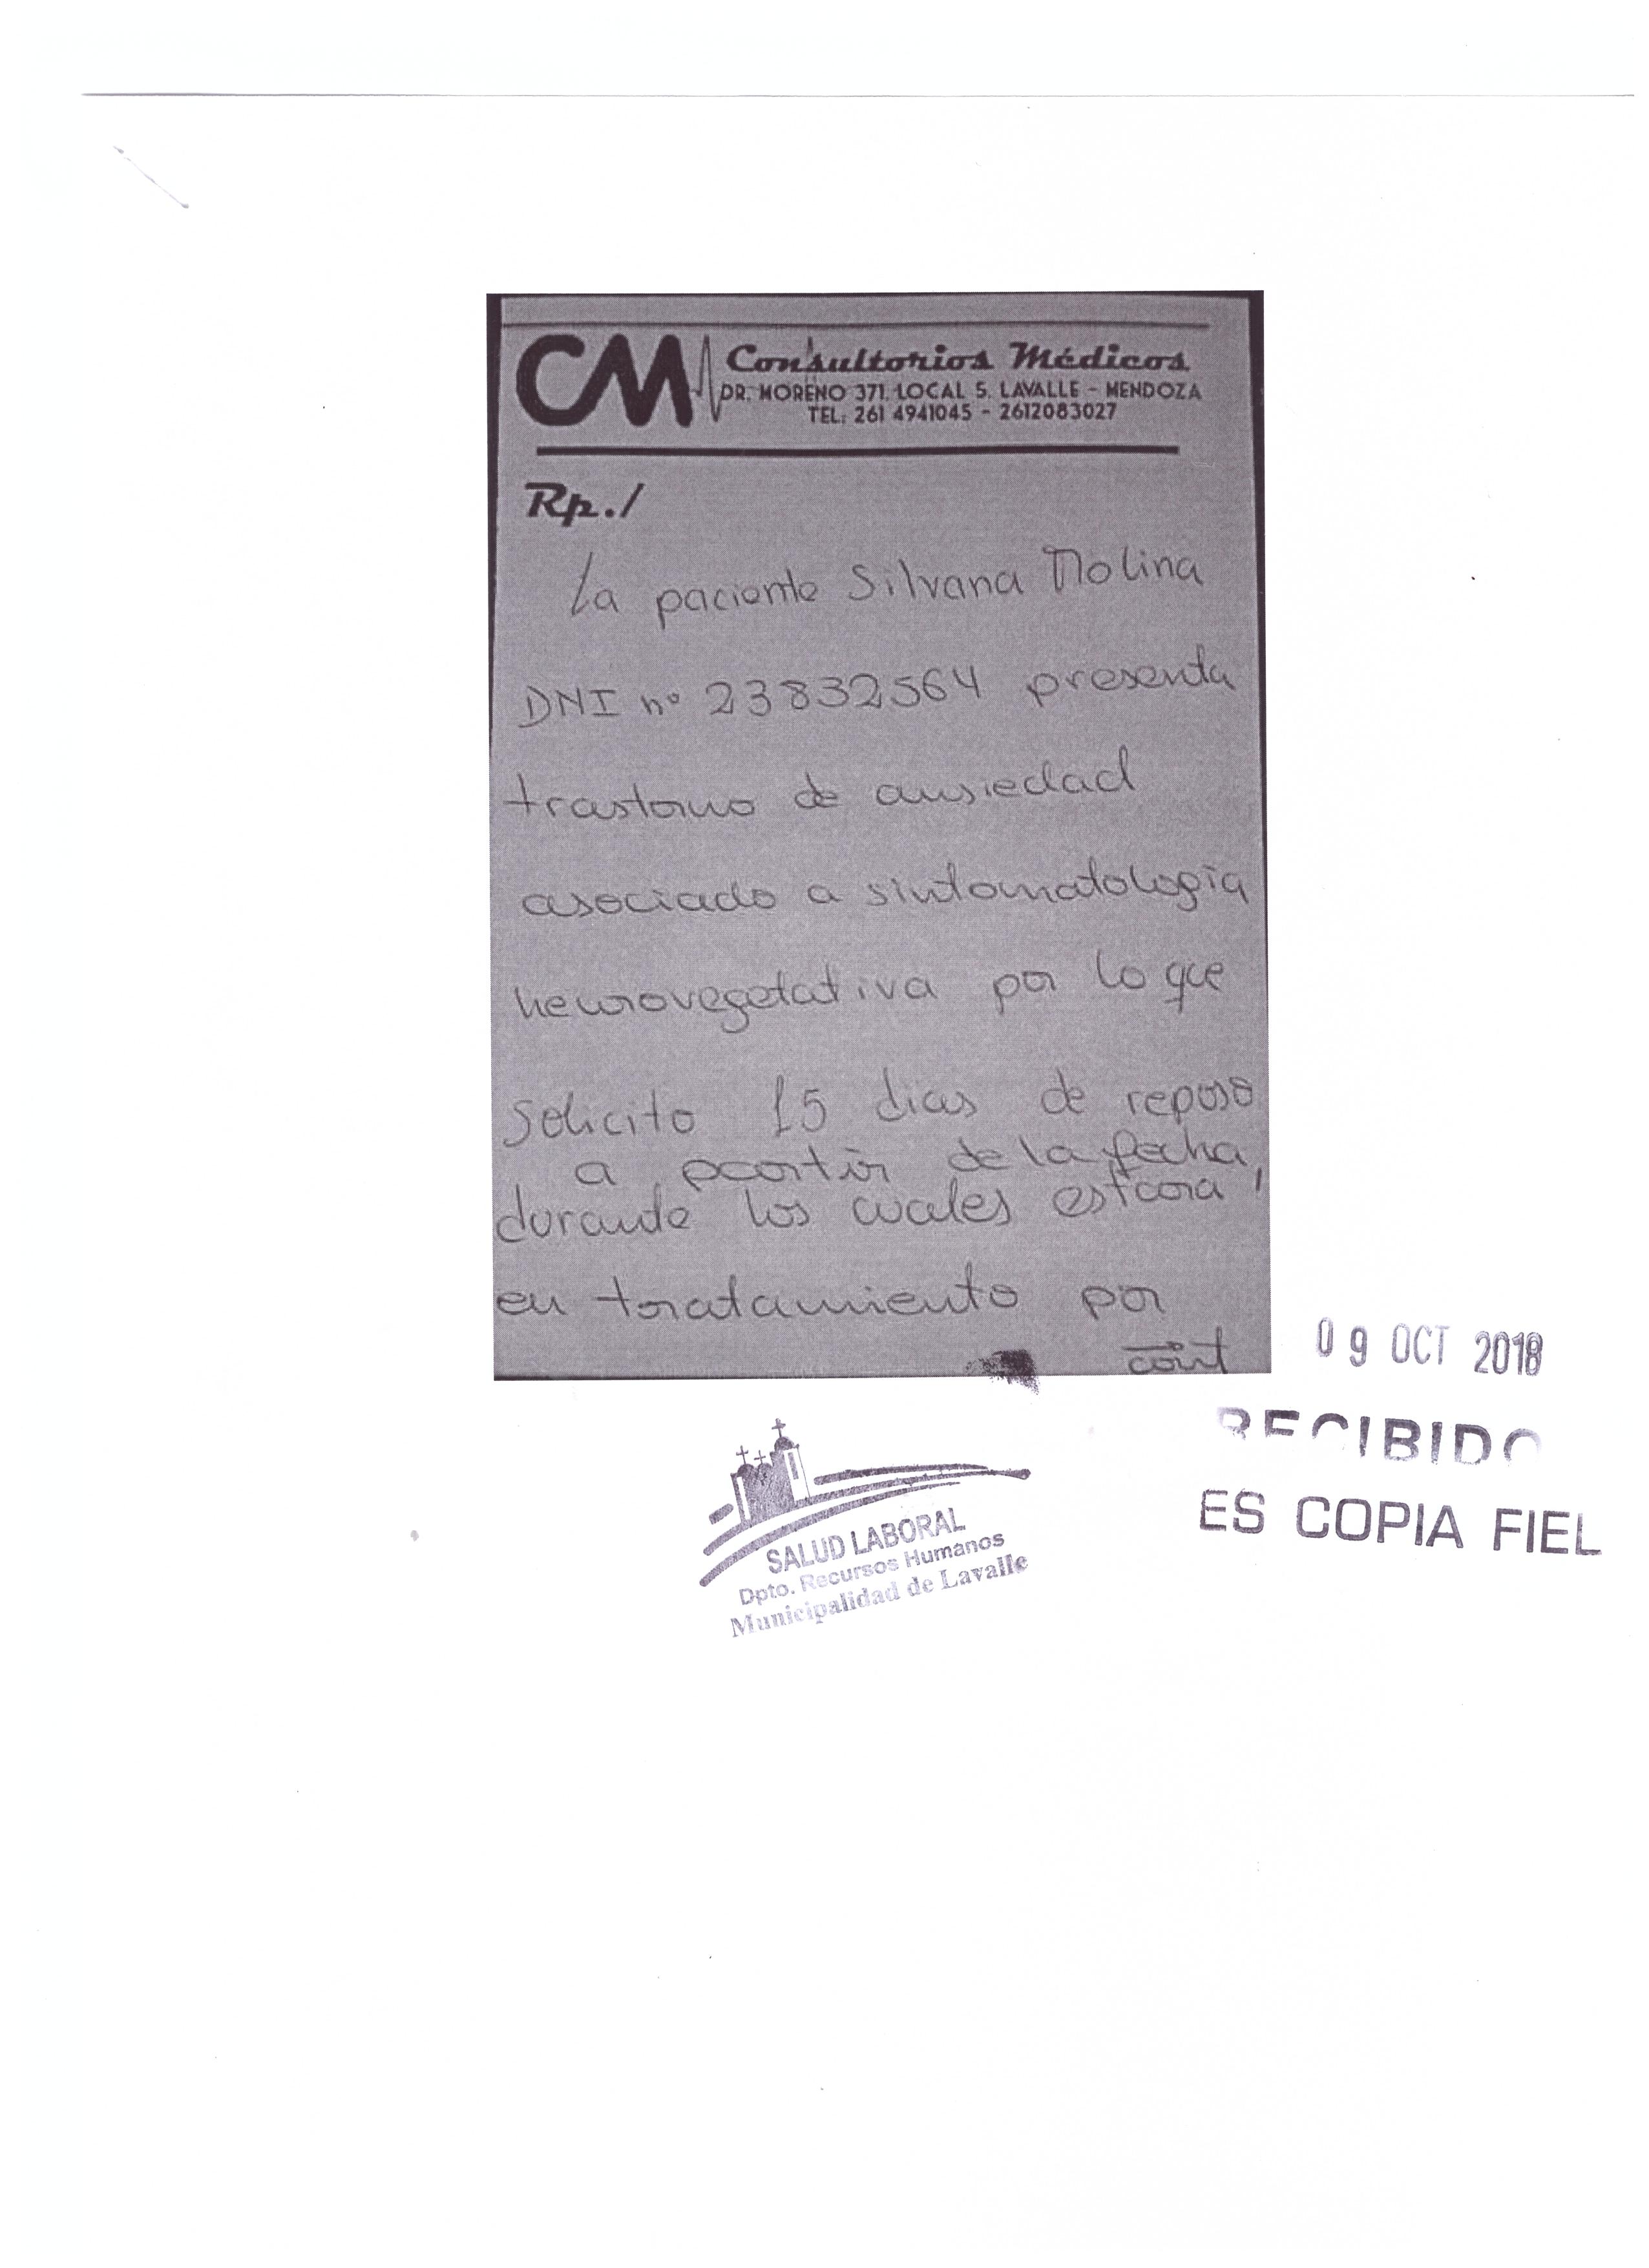 CM Consultorios Médicos
DR. MORENO 371. LOCAL 5. LAVALLE - MENDOZA
TEL: 261 4941045 - 2612083027
Rp./
La paciente Silvana Molina
DNI nº 23832564 presenta
trastorno de ansiedad
asociado a sintomatología
neurovegetativa por lo que
Solicito 15 dias de reposo
a partir de la fecha,
durante los cuales estará
en tratamiento por
cont
09 OCT 2018
RECIBIDO
ES COPIA FIEL
SALUD LABORAL
Dpto. Recursos Humanos
Municipalidad de Lavalle